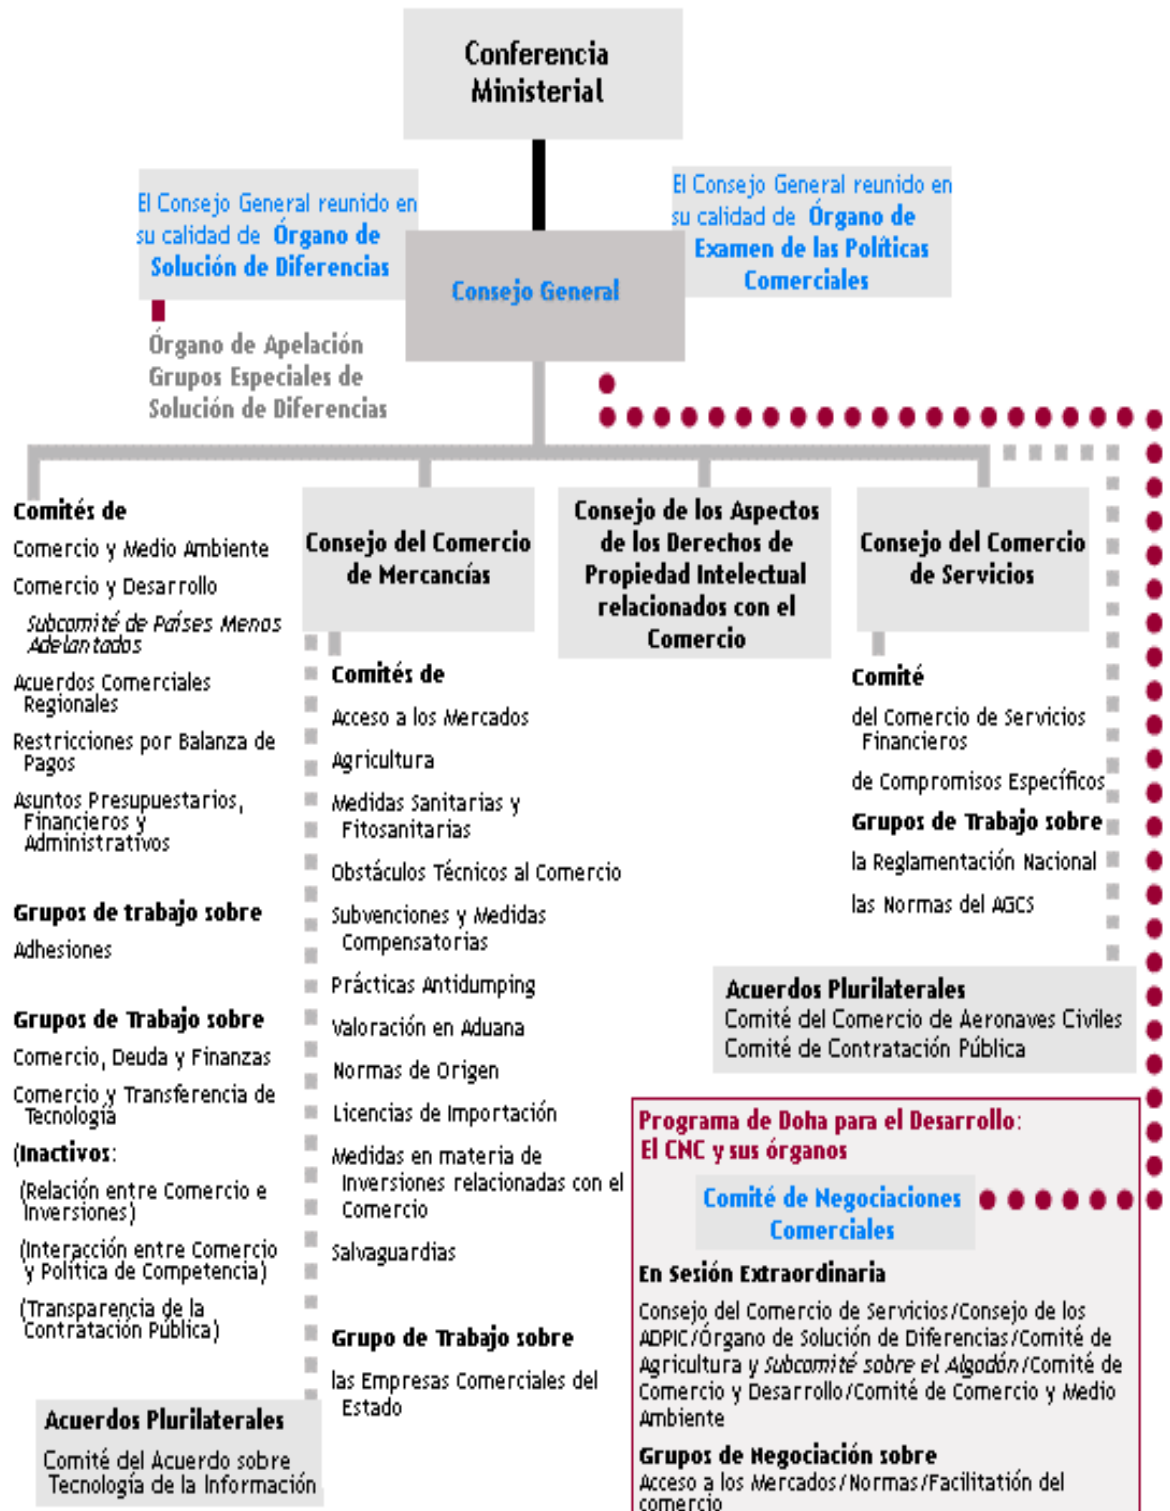 Conferencia
Ministerial
El Consejo General reunido en
su calidad de Órgano de
Solución de Diferencias
El Consejo General reunido en
su calidad de Órgano de
Examen de las Políticas
Comerciales
Consejo General
Órgano de Apelación
Grupos Especiales de
Solución de Diferencias
Comités de
Comercio y Medio Ambiente
Comercio y Desarrollo
Subcomité de Países Menos
Adelantados
Acuerdos Comerciales
Regionales
Restricciones por Balanza de
Pagos
Asuntos Presupuestarios,
Financieros y
Administrativos
Grupos de trabajo sobre
Adhesiones
Grupos de Trabajo sobre
Comercio, Deuda y Finanzas
Comercio y Transferencia de
Tecnología
(Inactivos:
(Relación entre Comercio e
Inversiones)
(Interacción entre Comercio
y Política de Competencia)
(Transparencia de la
Contratación Pública)
Acuerdos Plurilaterales
Comité del Acuerdo sobre
Tecnología de la Información
Consejo del Comercio
de Mercancías
Comités de
Acceso a los Mercados
Agricultura
Medidas Sanitarias y
Fitosanitarias
Obstáculos Técnicos al Comercio
Subvenciones y Medidas
Compensatorias
Prácticas Antidumping
Valoración en Aduana
Normas de Origen
Licencias de Importación
Medidas en materia de
Inversiones relacionadas con el
Comercio
Salvaguardias
Grupo de Trabajo sobre
las Empresas Comerciales del
Estado
Consejo de los Aspectos
de los Derechos de
Propiedad Intelectual
relacionados con el
Comercio
Consejo del Comercio
de Servicios
Comité
del Comercio de Servicios
Financieros
de Compromisos Específicos
Grupos de Trabajo sobre
la Reglamentación Nacional
las Normas del AGCS
Acuerdos Plurilaterales
Comité del Comercio de Aeronaves Civiles
Comité de Contratación Pública
Programa de Doha para el Desarrollo:
El CNC y sus órganos
Comité de Negociaciones
Comerciales
En Sesión Extraordinaria
Consejo del Comercio de Servicios/Consejo de los
ADPIC/Órgano de Solución de Diferencias/Comité de
Agricultura y Subcomité sobre el Algodón/Comité de
Comercio y Desarrollo/Comité de Comercio y Medio
Ambiente
Grupos de Negociación sobre
Acceso a los Mercados/Normas/Facilitatión del
comercio